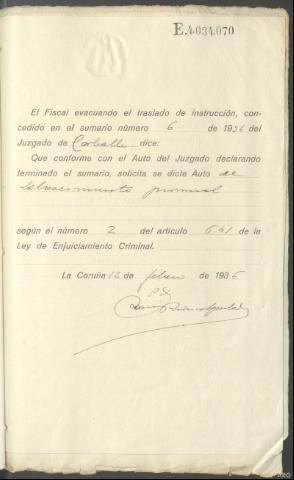 E.4.034.070
El Fiscal evacuando el traslado de instrucción, con-
cedido en el sumario número 6 de 1936 del
Juzgado de Carballo dice:
Que conforme con el Auto del Juzgado declarando
terminado el sumario, solicita se dicte Auto de
sobreseimiento provisional
según el número 2 del artículo 641 de la
Ley de Enjuiciamiento Criminal.
La Coruña 12 de febrero de 1936